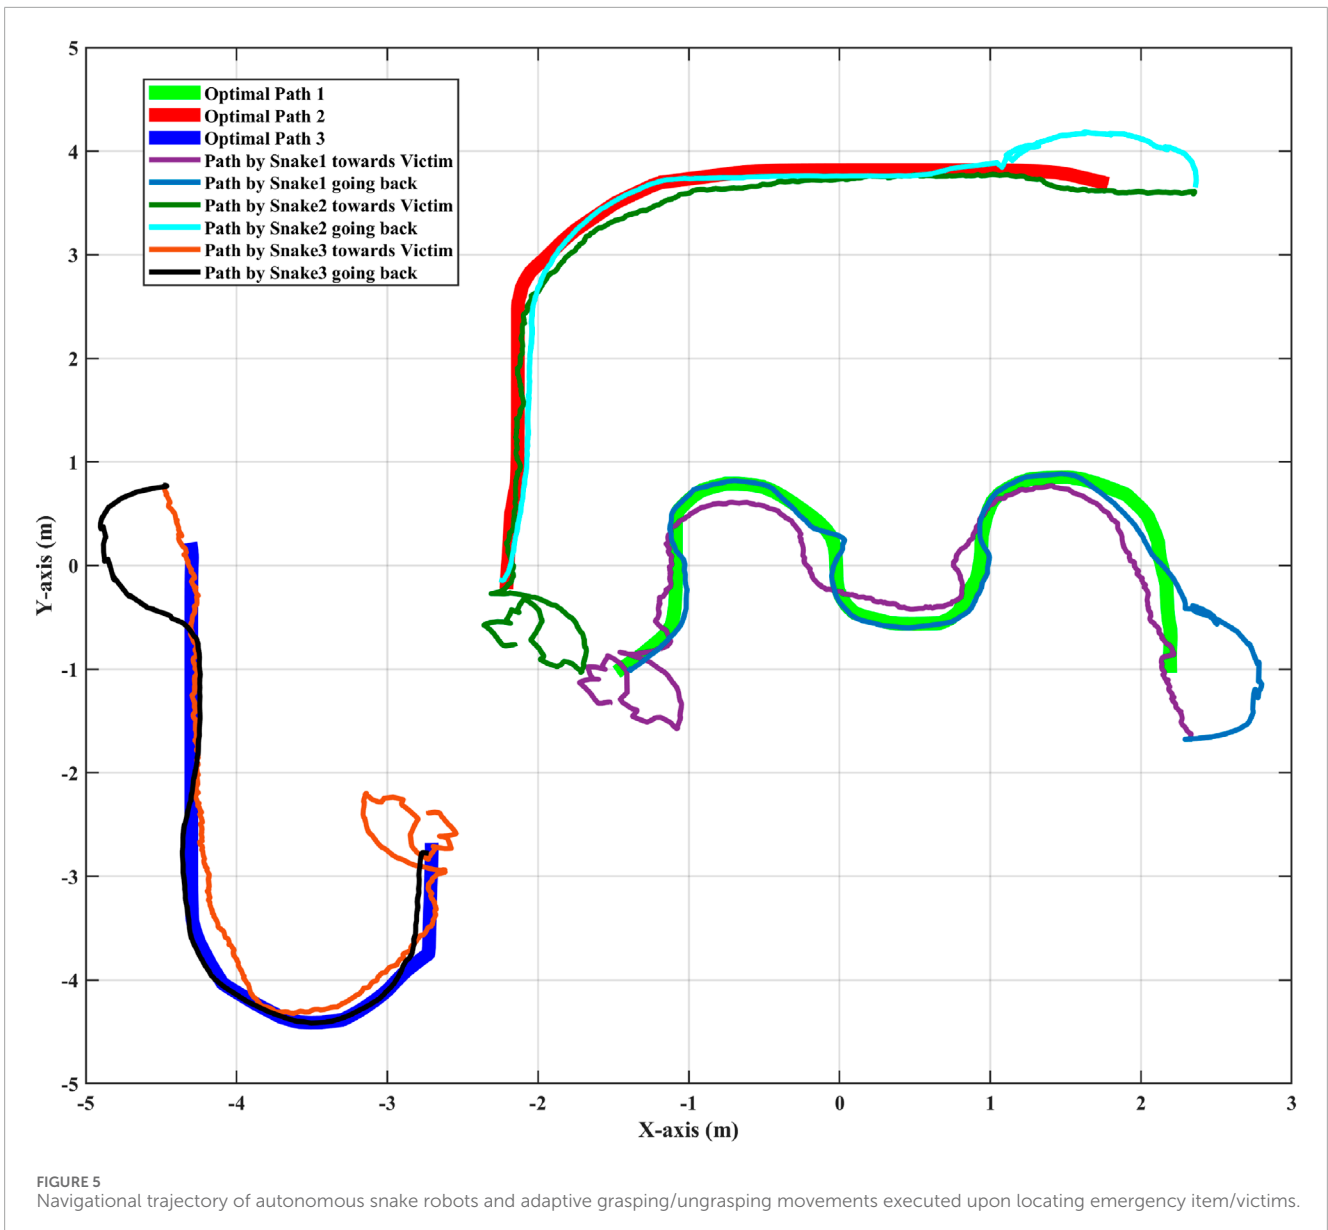 5
4
3
2
1
0
-1
-2
-3
-4
-5
Y-axis (m)
Optimal Path 1
Optimal Path 2
Optimal Path 3
Path by Snake1 towards Victim
Path by Snake1 going back
Path by Snake2 towards Victim
Path by Snake2 going back
Path by Snake3 towards Victim
Path by Snake3 going back
-5 -4 -3 -2 -1 0 1 2 3
X-axis (m)
FIGURE 5
Navigational trajectory of autonomous snake robots and adaptive grasping/ungrasping movements executed upon locating emergency item/victims.